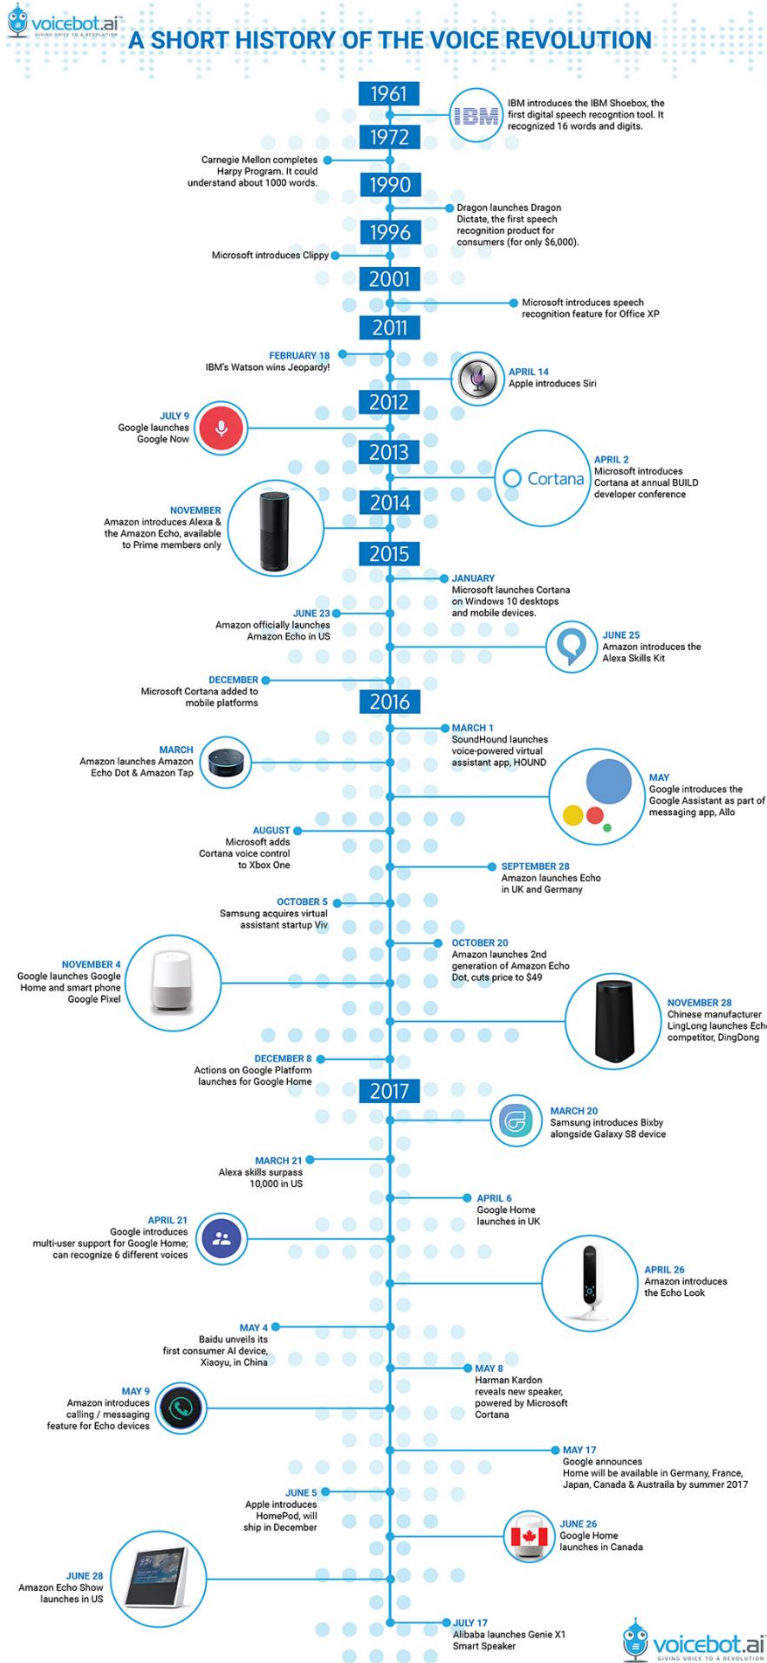 voicebot.ai
GIVING VOICE TO A REVOLUTION
A SHORT HISTORY OF THE VOICE REVOLUTION
1961
IBM
IBM introduces the IBM Shoebox, the
first digital speech recogntion tool. It
recognized 16 words and digits.
1972
Carnegie Mellon completes
Harpy Program. It could
understand about 1000 words.
1990
Dragon launches Dragon
Dictate, the first speech
recognition product for
consumers (for only $6,000).
1996
Microsoft introduces Clippy
2001
Microsoft introduces speech
recognition feature for Office XP
2011
FEBRUARY 18
IBM's Watson wins Jeopardy!
APRIL 14
Apple introduces Siri
2012
JULY 9
Google launches
Google Now
2013
APRIL 2
Microsoft introduces
Cortana at annual BUILD
developer conference
Cortana
2014
NOVEMBER
Amazon introduces Alexa &
the Amazon Echo, available
to Prime members only
2015
JANUARY
Microsoft launches Cortana
on Windows 10 desktops
and mobile devices.
JUNE 23
Amazon officially launches
Amazon Echo in US
JUNE 25
Amazon introduces the
Alexa Skills Kit
DECEMBER
Microsoft Cortana added to
mobile platforms
2016
MARCH 1
SoundHound launches
voice-powered virtual
assistant app, HOUND
MARCH
Amazon launches Amazon
Echo Dot & Amazon Tap
MAY
Google introduces the
Google Assistant as part of
messaging app, Allo
AUGUST
Microsoft adds
Cortana voice control
to Xbox One
SEPTEMBER 28
Amazon launches Echo
in UK and Germany
OCTOBER 5
Samsung acquires virtual
assistant startup Viv
OCTOBER 20
Amazon launches 2nd
generation of Amazon Echo
Dot, cuts price to $49
NOVEMBER 4
Google launches Google
Home and smart phone
Google Pixel
NOVEMBER 28
Chinese manufacturer
LingLong launches Echo
competitor, DingDong
DECEMBER 8
Actions on Google Platform
launches for Google Home
2017
MARCH 20
Samsung introduces Bixby
alongside Galaxy S8 device
MARCH 21
Alexa skills surpass
10,000 in US
APRIL 6
Google Home
launches in UK
APRIL 21
Google introduces
multi-user support for Google Home;
can recognize 6 different voices
APRIL 26
Amazon introduces
the Echo Look
MAY 4
Baidu unveils its
first consumer AI device,
Xiaoyu, in China
MAY 8
Harman Kardon
reveals new speaker,
powered by Microsoft
Cortana
MAY 9
Amazon introduces
calling / messaging
feature for Echo devices
MAY 17
Google announces
Home will be available in Germany, France,
Japan, Canada & Austraila by summer 2017
JUNE 5
Apple introduces
HomePod, will
ship in December
JUNE 26
Google Home
launches in Canada
JUNE 28
Amazon Echo Show
launches in US
JULY 17
Alibaba launches Genie X1
Smart Speaker
voicebot.ai
GIVING VOICE TO A REVOLUTION